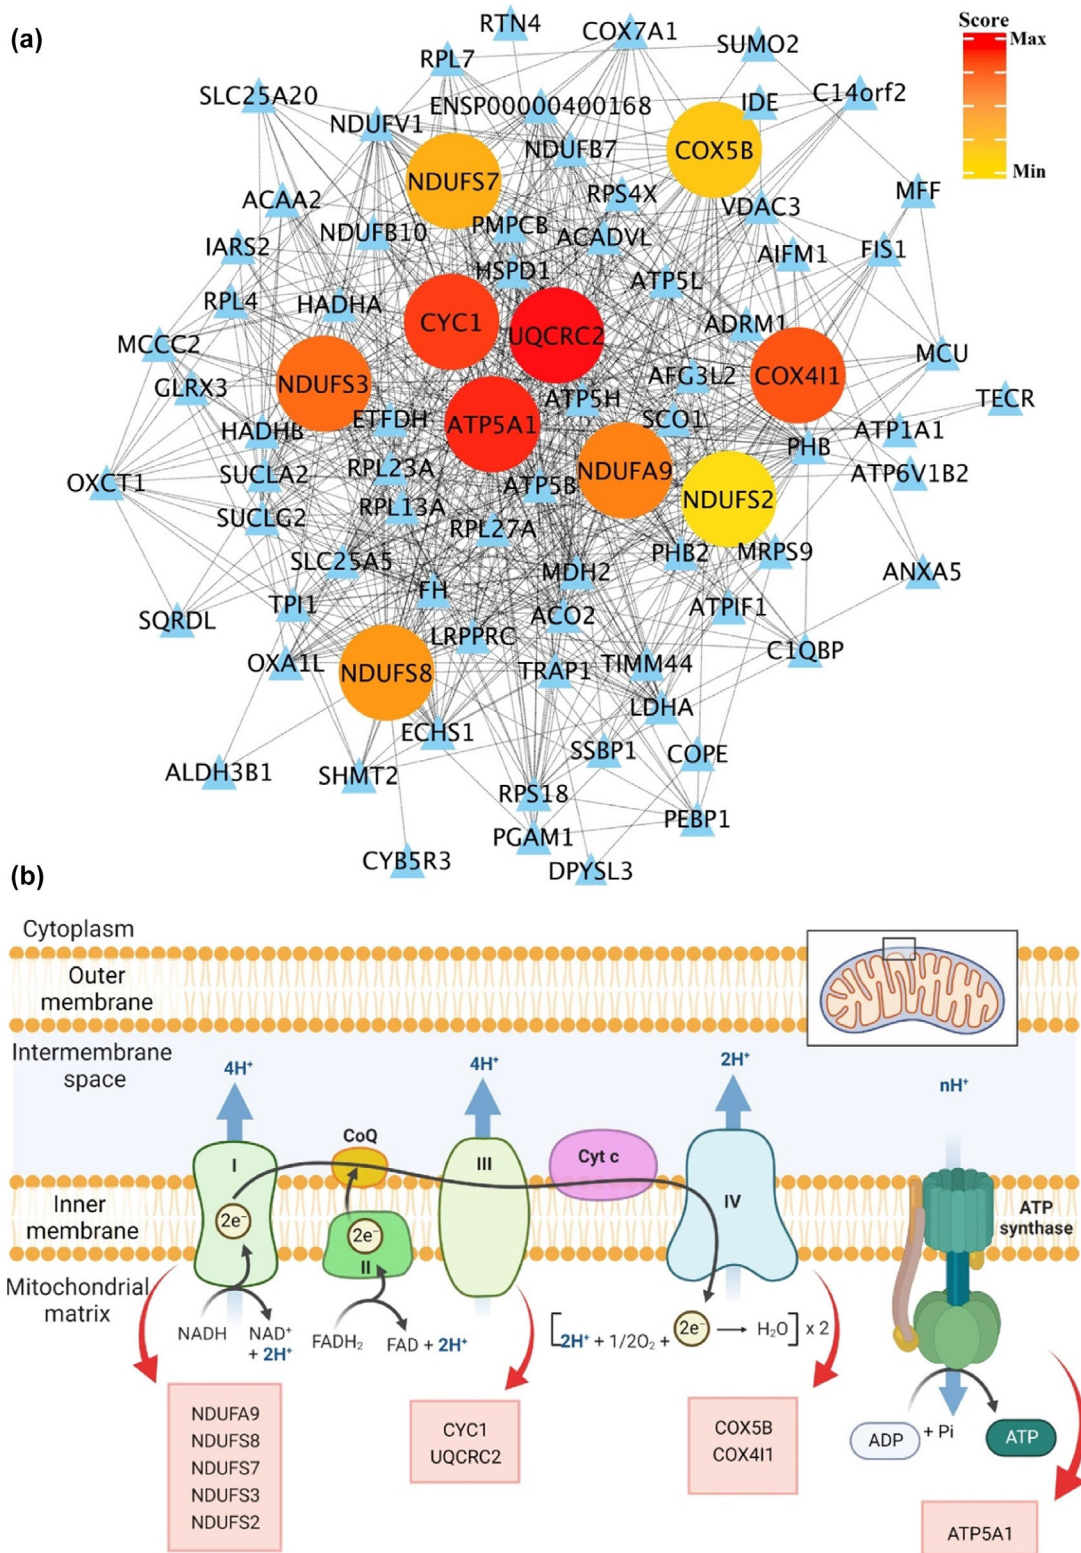 (a)
Score
Max
Min
RTN4
COX7A1
SUMO2
RPL7
SLC25A20
ENSP00000400168
IDE
C14orf2
NDUFV1
NDUFB7
COX5B
NDUFS7
RPS4X
MFF
ACAA2
VDAC3
NDUFB10
PMPCB
ACADVL
IARS2
AIFM1
FIS1
HSPD1
ATP5L
RPL4
HADHA
CYC1
UQCRC2
ADRM1
MCCC2
MCU
GLRX3
NDUFS3
AFG3L2
COX4I1
ATP5H
TECR
ETFDH
ATP5A1
SCO1
HADHB
PHB
ATP1A1
SUCLA2
RPL23A
NDUFA9
ATP6V1B2
OXCT1
ATP5B
NDUFS2
RPL13A
SUCLG2
RPL27A
SLC25A5
PHB2
MRPS9
MDH2
ANXA5
FH
TPI1
ACO2
ATPIF1
SQRDL
LRPPRC
C1QBP
OXA1L
NDUFS8
TRAP1
TIMM44
LDHA
ECHS1
SSBP1
COPE
ALDH3B1
SHMT2
RPS18
PEBP1
PGAM1
CYB5R3
DPYSL3
(b)
Cytoplasm
Outer
membrane
Intermembrane
space
4H⁺
4H⁺
2H⁺
nH⁺
CoQ
I
III
Cyt c
IV
Inner
membrane
2e⁻
2e⁻
II
ATP
synthase
Mitochondrial
matrix
NADH
NAD⁺
+ 2H⁺
FADH₂
FAD + 2H⁺
[2H⁺ + 1/2O₂ + 2e⁻ → H₂O] x 2
NDUFA9
NDUFS8
NDUFS7
NDUFS3
NDUFS2
CYC1
UQCRC2
COX5B
COX4I1
ADP
+ Pi
ATP
ATP5A1